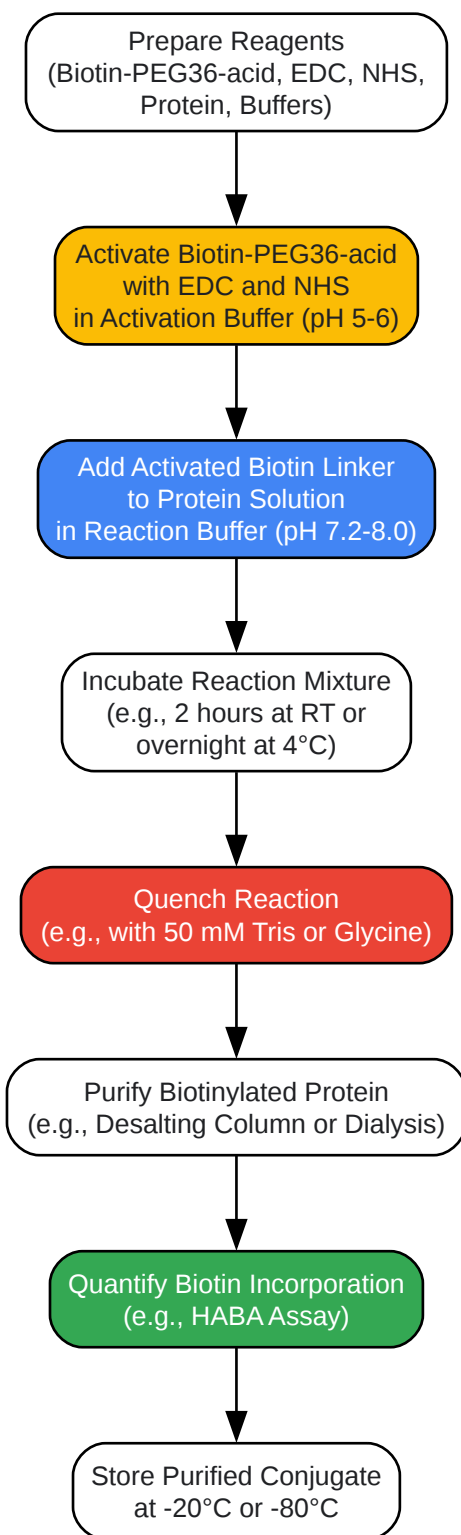 Prepare Reagents
(Biotin-PEG36-acid, EDC, NHS,
Protein, Buffers)
Activate Biotin-PEG36-acid
with EDC and NHS
in Activation Buffer (pH 5-6)
Add Activated Biotin Linker
to Protein Solution
in Reaction Buffer (pH 7.2-8.0)
Incubate Reaction Mixture
(e.g., 2 hours at RT or
overnight at 4°C)
Quench Reaction
(e.g., with 50 mM Tris or Glycine)
Purify Biotinylated Protein
(e.g., Desalting Column or Dialysis)
Quantify Biotin Incorporation
(e.g., HABA Assay)
Store Purified Conjugate
at -20°C or -80°C